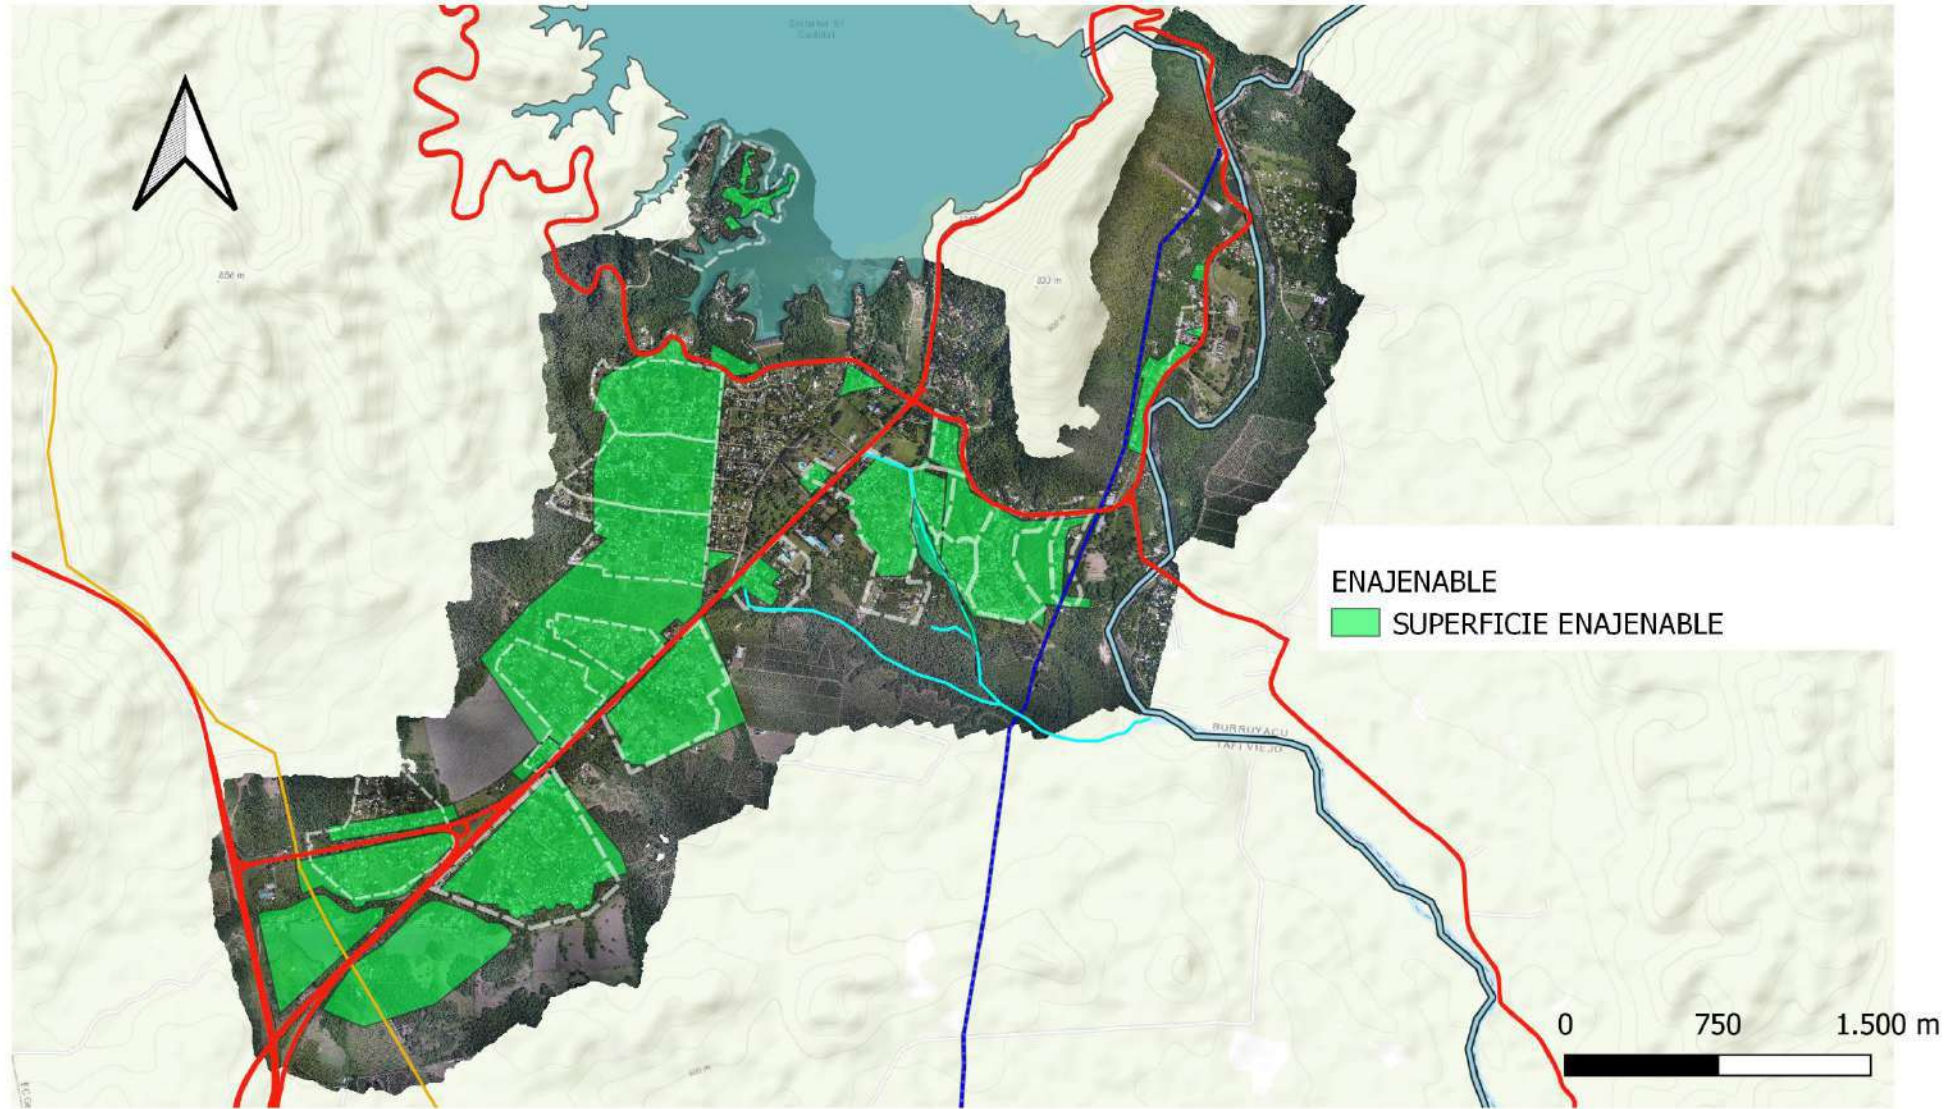 ENAJENABLE
SUPERFICIE ENAJENABLE
BURRUYACU
TAFI VIEJO
0 750 1.500 m